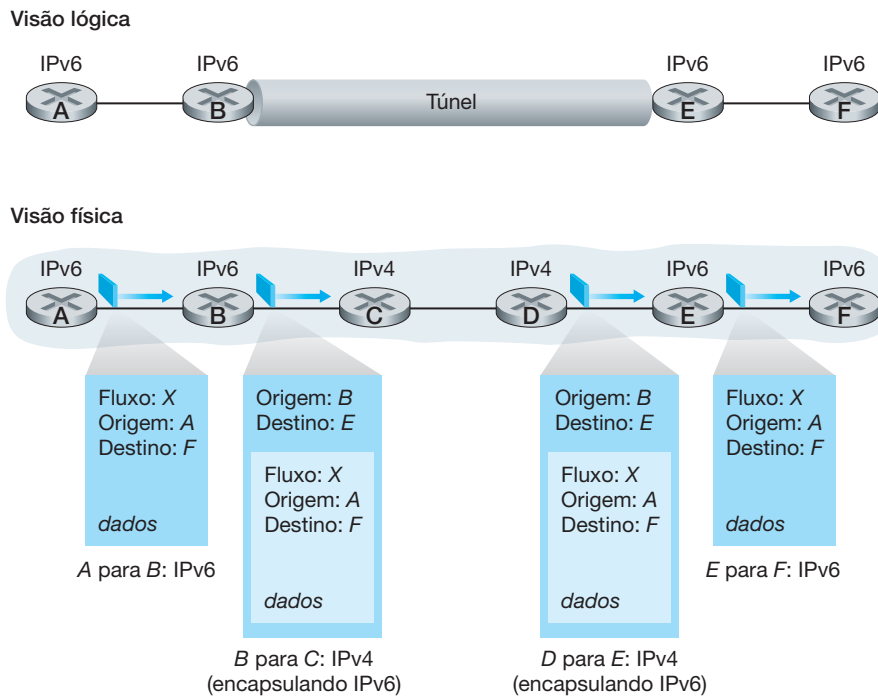 Visão lógica
IPv6 IPv6 IPv6 IPv6
A B Túnel E F
Visão física
IPv6 IPv6 IPv4 IPv4 IPv6 IPv6
A B C D E F
Fluxo: X
Origem: A
Destino: F
dados
A para B: IPv6
Origem: B
Destino: E
Fluxo: X
Origem: A
Destino: F
dados
B para C: IPv4
(encapsulando IPv6)
Origem: B
Destino: E
Fluxo: X
Origem: A
Destino: F
dados
D para E: IPv4
(encapsulando IPv6)
Fluxo: X
Origem: A
Destino: F
dados
E para F: IPv6